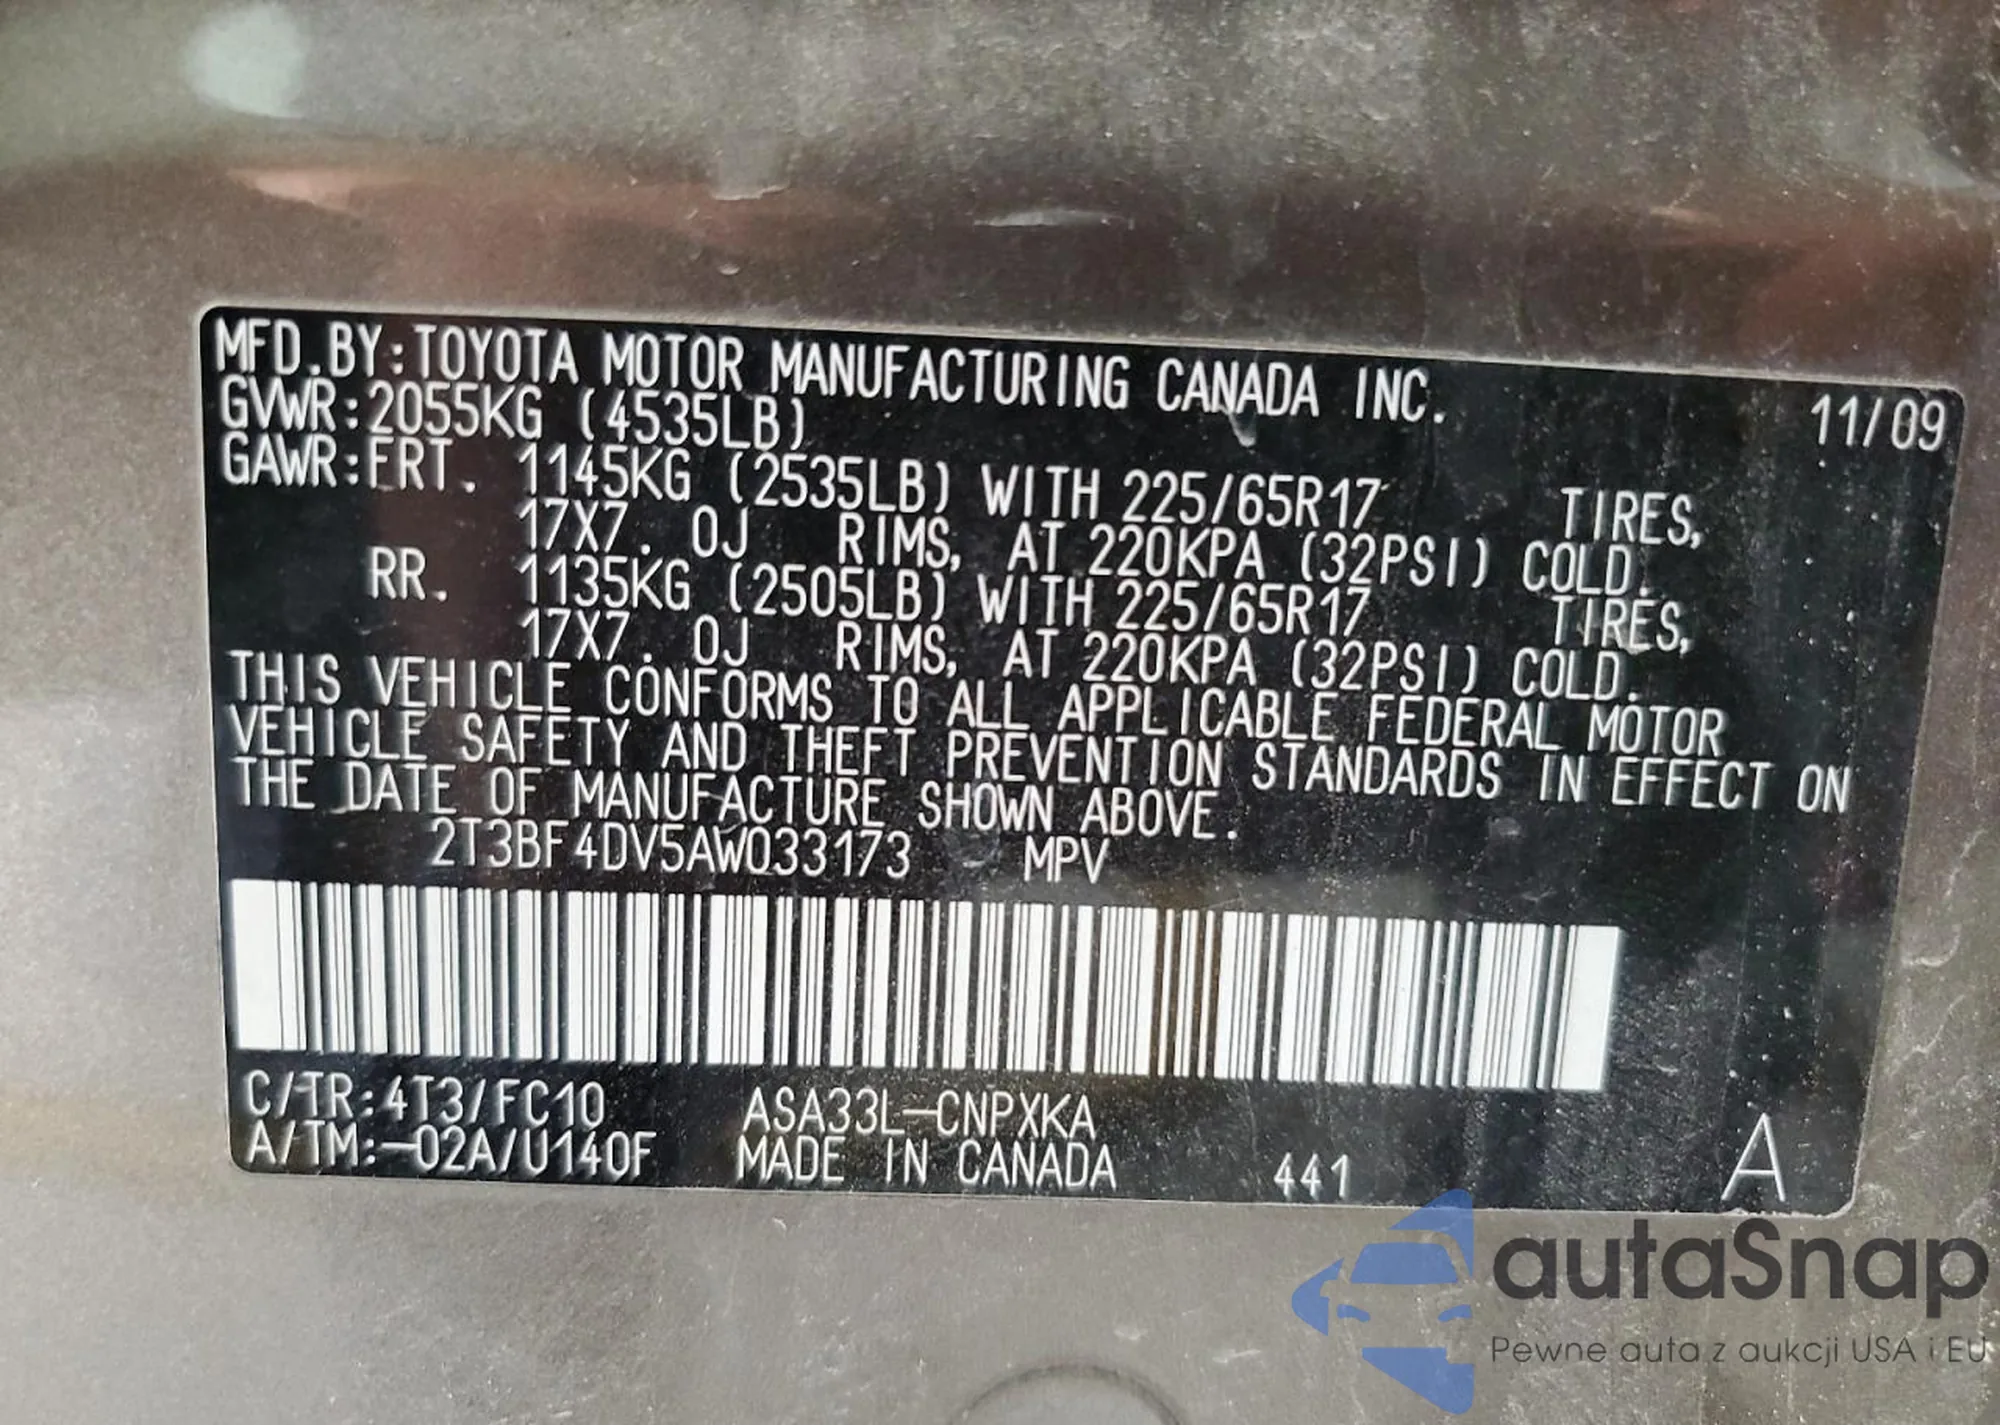 MFD.BY:TOYOTA MOTOR MANUFACTURING CANADA INC.
11/09
GVWR:2055KG (4535LB)
GAWR:FRT. 1145KG (2535LB) WITH 225/65R17 TIRES,
17X7. 0J RIMS, AT 220KPA (32PSI) COLD.
RR. 1135KG (2505LB) WITH 225/65R17 TIRES,
17X7. 0J RIMS, AT 220KPA (32PSI) COLD.
THIS VEHICLE CONFORMS TO ALL APPLICABLE FEDERAL MOTOR
VEHICLE SAFETY AND THEFT PREVENTION STANDARDS IN EFFECT ON
THE DATE OF MANUFACTURE SHOWN ABOVE.
2T3BF4DV5AW033173 MPV
C/TR:4T3/FC10 ASA33L-CNPXKA
A/TM:-02A/U140F MADE IN CANADA 441 A
autaSnap
Pewne auta z aukcji USA i EU